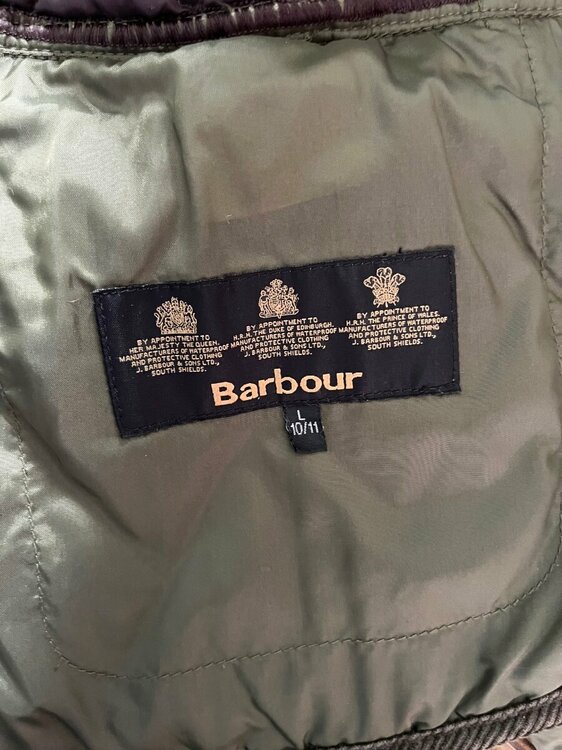 BY APPOINTMENT TO
HER MAJESTY THE QUEEN,
MANUFACTURERS OF WATERPROOF
AND PROTECTIVE CLOTHING
J. BARBOUR & SONS LTD.,
SOUTH SHIELDS.
BY APPOINTMENT TO
H.R.H. THE DUKE OF EDINBURGH,
MANUFACTURERS OF WATERPROOF
AND PROTECTIVE CLOTHING
J. BARBOUR & SONS LTD.,
SOUTH SHIELDS.
BY APPOINTMENT TO
H.R.H. THE PRINCE OF WALES
MANUFACTURERS OF WATERPROOF
AND PROTECTIVE CLOTHING
J. BARBOUR & SONS LTD.,
SOUTH SHIELDS.
Barbour
L
10/11